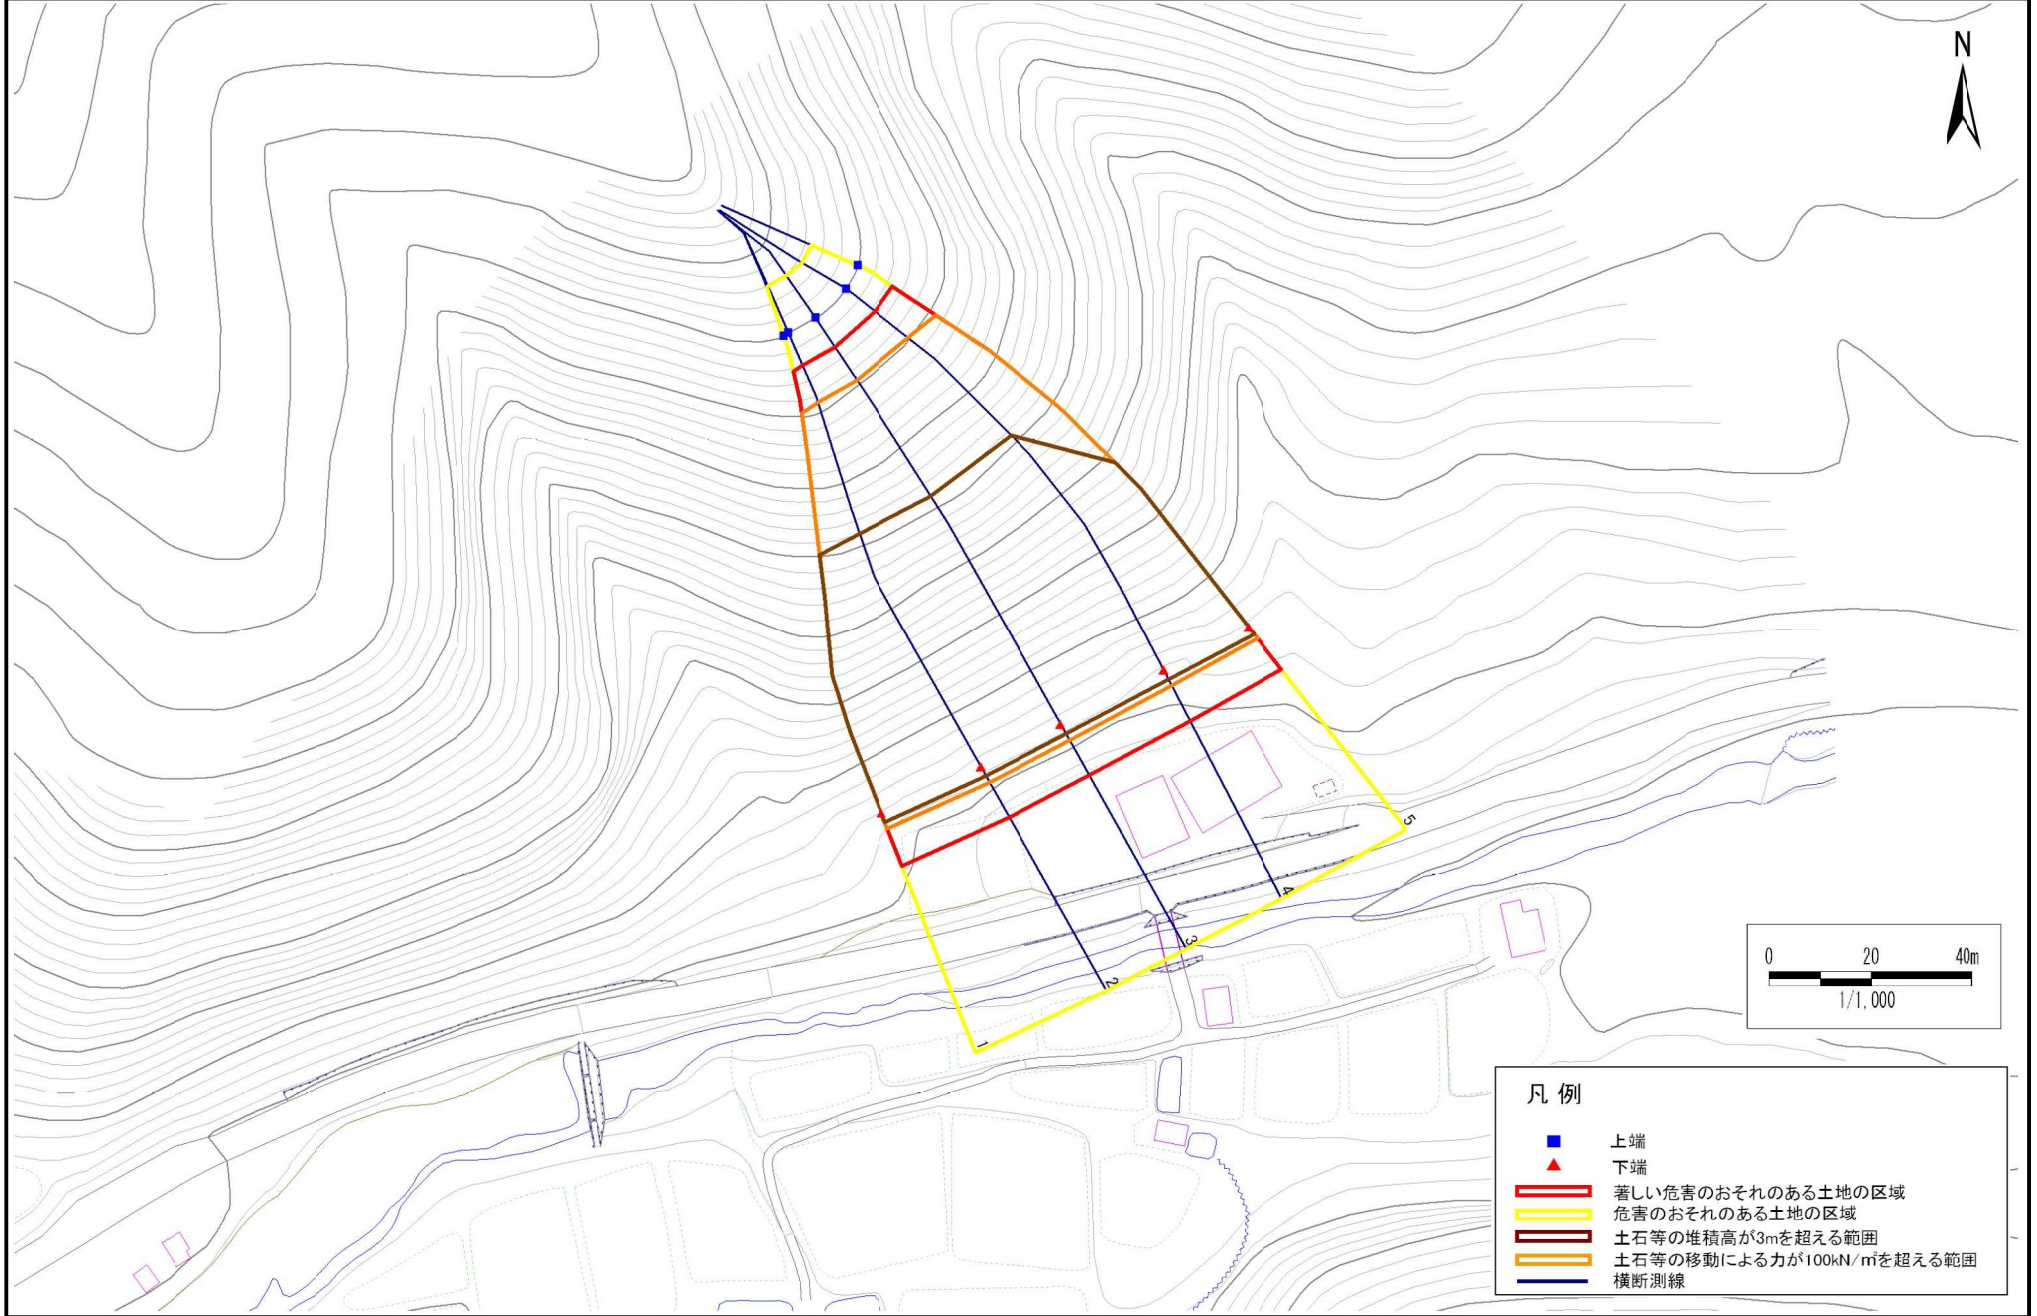 N
5
4
3
2
1
0 20 40m
1/1,000
凡 例
上端
下端
著しい危害のおそれのある土地の区域
危害のおそれのある土地の区域
土石等の堆積高が3mを超える範囲
土石等の移動による力が100kN/㎡を超える範囲
横断測線